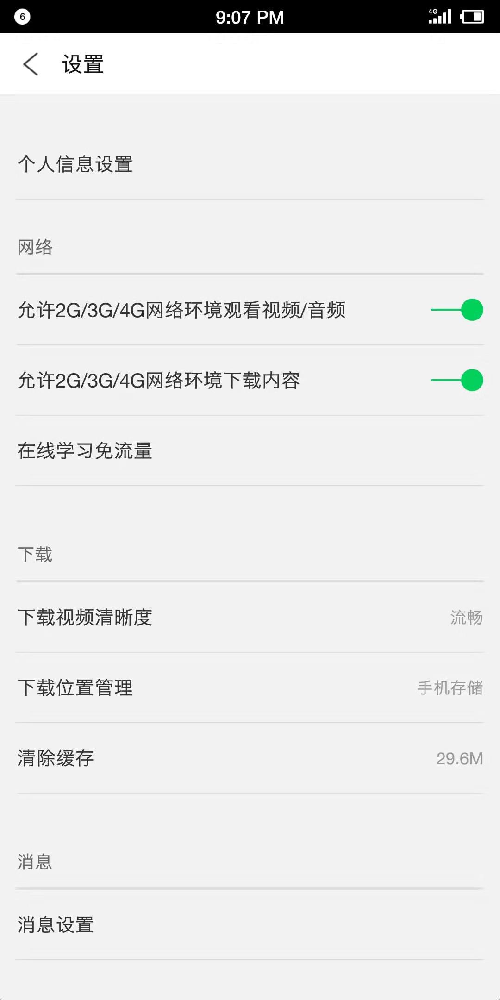 6
9:07 PM
4G
设置
个人信息设置
网络
允许2G/3G/4G网络环境观看视频/音频
允许2G/3G/4G网络环境下载内容
在线学习免流量
下载
下载视频清晰度
流畅
下载位置管理
手机存储
清除缓存
29.6M
消息
消息设置